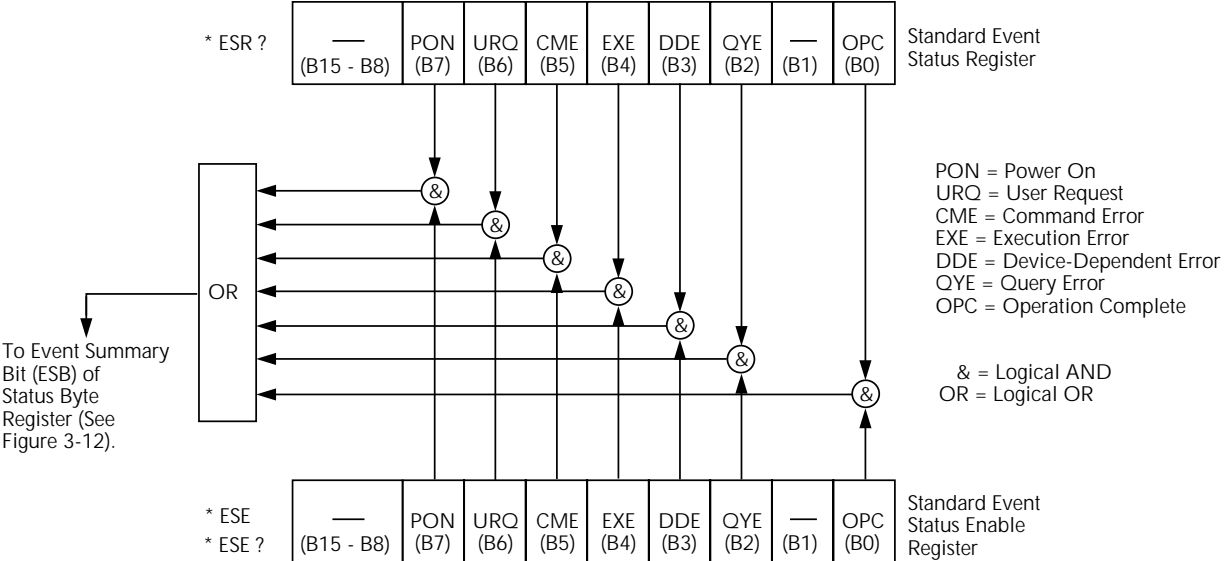 * ESR ?
— PON URQ CME EXE DDE QYE — OPC
(B15 - B8) (B7) (B6) (B5) (B4) (B3) (B2) (B1) (B0)
Standard Event
Status Register
&
&
&
&
&
&
&
OR
To Event Summary
Bit (ESB) of
Status Byte
Register (See
Figure 3-12).
PON = Power On
URQ = User Request
CME = Command Error
EXE = Execution Error
DDE = Device-Dependent Error
QYE = Query Error
OPC = Operation Complete
& = Logical AND
OR = Logical OR
* ESE
* ESE ?
— PON URQ CME EXE DDE QYE — OPC
(B15 - B8) (B7) (B6) (B5) (B4) (B3) (B2) (B1) (B0)
Standard Event
Status Enable
Register